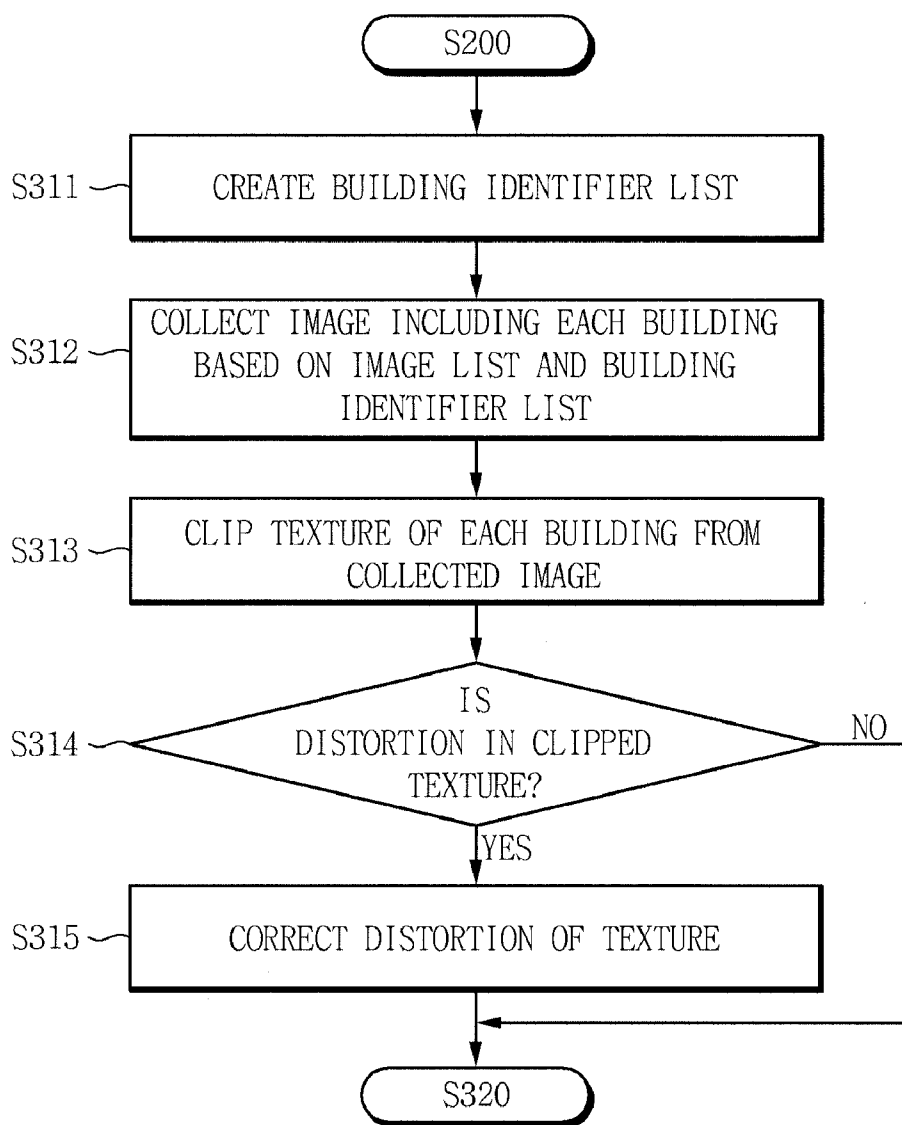 S200
S311
CREATE BUILDING IDENTIFIER LIST
S312
COLLECT IMAGE INCLUDING EACH BUILDING
BASED ON IMAGE LIST AND BUILDING
IDENTIFIER LIST
S313
CLIP TEXTURE OF EACH BUILDING FROM
COLLECTED IMAGE
S314
IS
DISTORTION IN CLIPPED
TEXTURE?
NO
YES
S315
CORRECT DISTORTION OF TEXTURE
S320